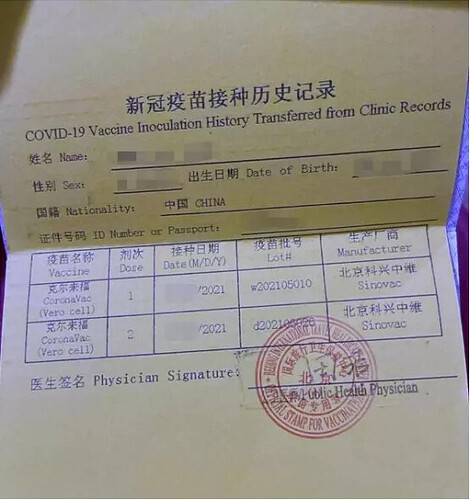 新冠疫苗接种历史记录
COVID-19 Vaccine Inoculation History Transferred from Clinic Records
姓名 Name:
性别 Sex: 出生日期 Date of Birth:
国籍 Nationality: 中国 CHINA
证件号码 ID Number or Passport:
疫苗名称 剂次 接种日期 疫苗批号 生产厂商
Vaccine Dose Date(M/D/Y) Lot# Manufacturer
克尔来福 北京科兴中维
CoronaVac 1 /2021 w202105010 Sinovac
(Vero cell)
克尔来福 北京科兴中维
CoronaVac 2 /2021 Sinovac
(Vero cell)
医生签名 Physician Signature:
Public Health Physician
STAMP FOR VACCINATION